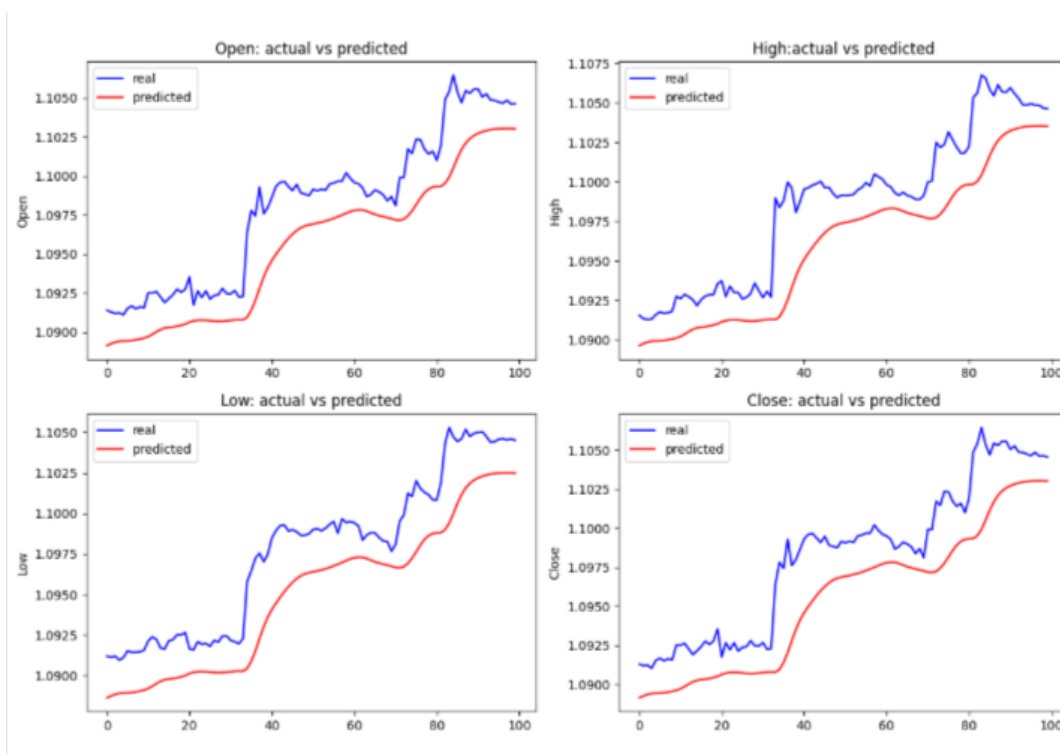 Open: actual vs predicted
real
predicted
1.1050
1.1025
1.1000
1.0975
1.0950
1.0925
1.0900
Open
0 20 40 60 80 100
High:actual vs predicted
real
predicted
1.1075
1.1050
1.1025
1.1000
1.0975
1.0950
1.0925
1.0900
High
0 20 40 60 80 100
Low: actual vs predicted
real
predicted
1.1050
1.1025
1.1000
1.0975
1.0950
1.0925
1.0900
Low
0 20 40 60 80 100
Close: actual vs predicted
real
predicted
1.1050
1.1025
1.1000
1.0975
1.0950
1.0925
1.0900
Close
0 20 40 60 80 100